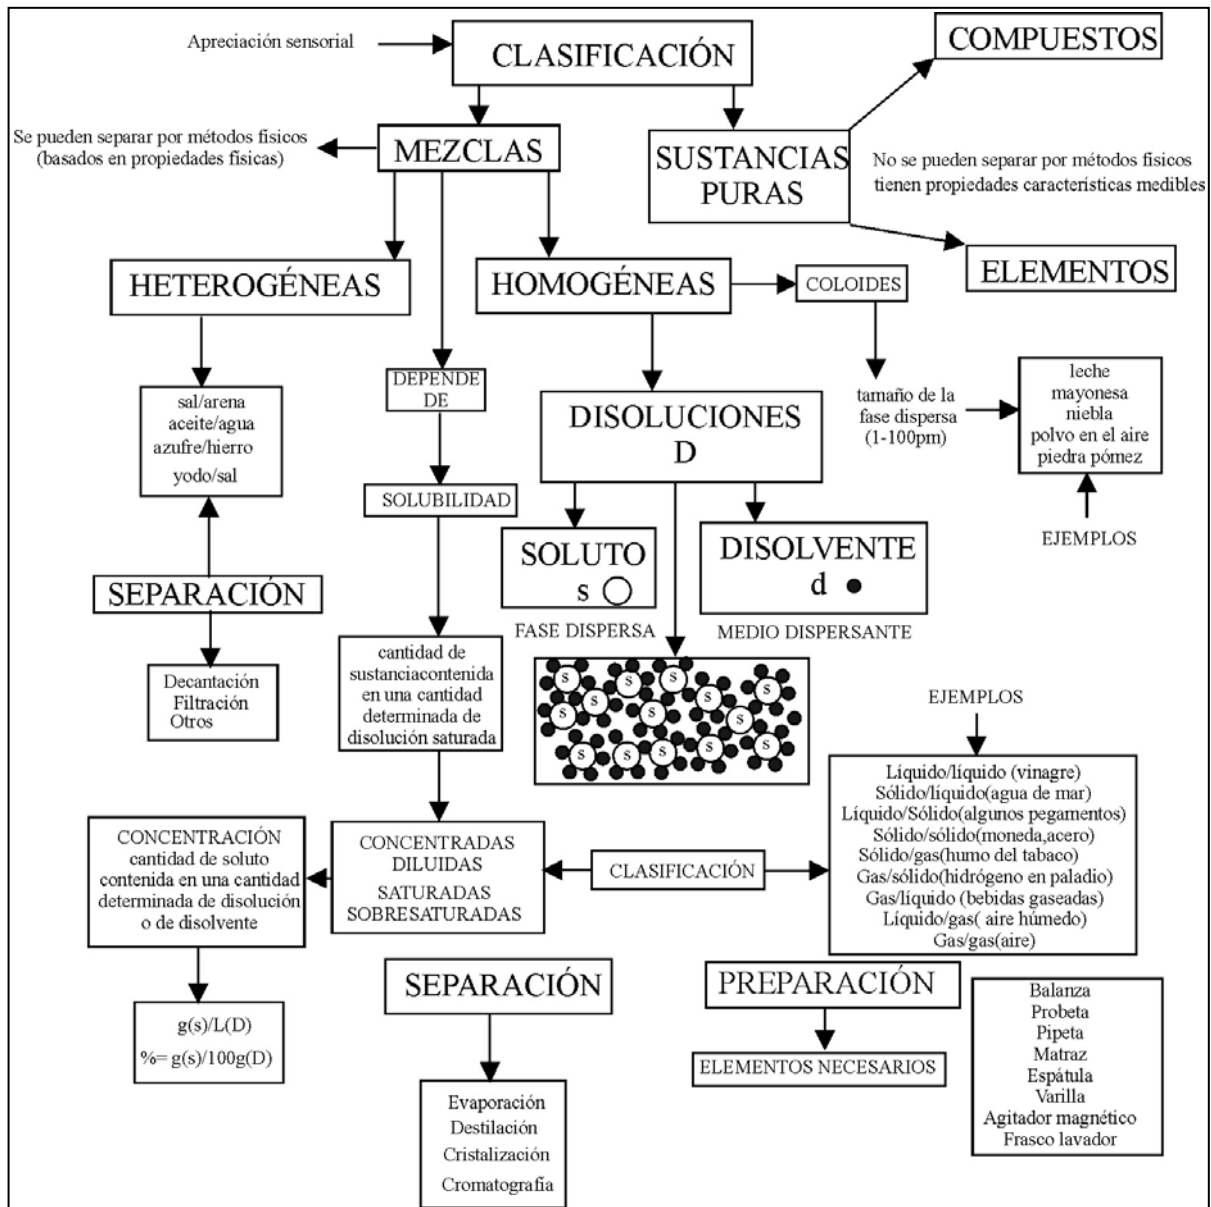 Apreciación sensorial
CLASIFICACIÓN
COMPUESTOS
Se pueden separar por métodos físicos
(basados en propiedades físicas)
MEZCLAS
SUSTANCIAS
PURAS
No se pueden separar por métodos físicos
tienen propiedades características medibles
HETEROGÉNEAS
HOMOGÉNEAS
COLOIDES
ELEMENTOS
sal/arena
aceite/agua
azufre/hierro
yodo/sal
DEPENDE
DE
DISOLUCIONES
D
tamaño de la
fase dispersa
(1-100pm)
leche
mayonesa
niebla
polvo en el aire
piedra pómez
SOLUBILIDAD
EJEMPLOS
SOLUTO
s
DISOLVENTE
d
SEPARACIÓN
FASE DISPERSA
MEDIO DISPERSANTE
Decantación
Filtración
Otros
cantidad de
sustanciacontenida
en una cantidad
determinada de
disolución saturada
s s s s s s s s s s s s s s s
EJEMPLOS
Líquido/líquido (vinagre)
Sólido/líquido(agua de mar)
Líquido/Sólido(algunos pegamentos)
Sólido/sólido(moneda,acero)
Sólido/gas(humo del tabaco)
Gas/sólido(hidrógeno en paladio)
Gas/líquido (bebidas gaseadas)
Líquido/gas( aire húmedo)
Gas/gas(aire)
CONCENTRACIÓN
cantidad de soluto
contenida en una cantidad
determinada de disolución
o de disolvente
CONCENTRADAS
DILUIDAS
SATURADAS
SOBRESATURADAS
CLASIFICACIÓN
g(s)/L(D)
%= g(s)/100g(D)
SEPARACIÓN
PREPARACIÓN
ELEMENTOS NECESARIOS
Balanza
Probeta
Pipeta
Matraz
Espátula
Varilla
Agitador magnético
Frasco lavador
Evaporación
Destilación
Cristalización
Cromatografía